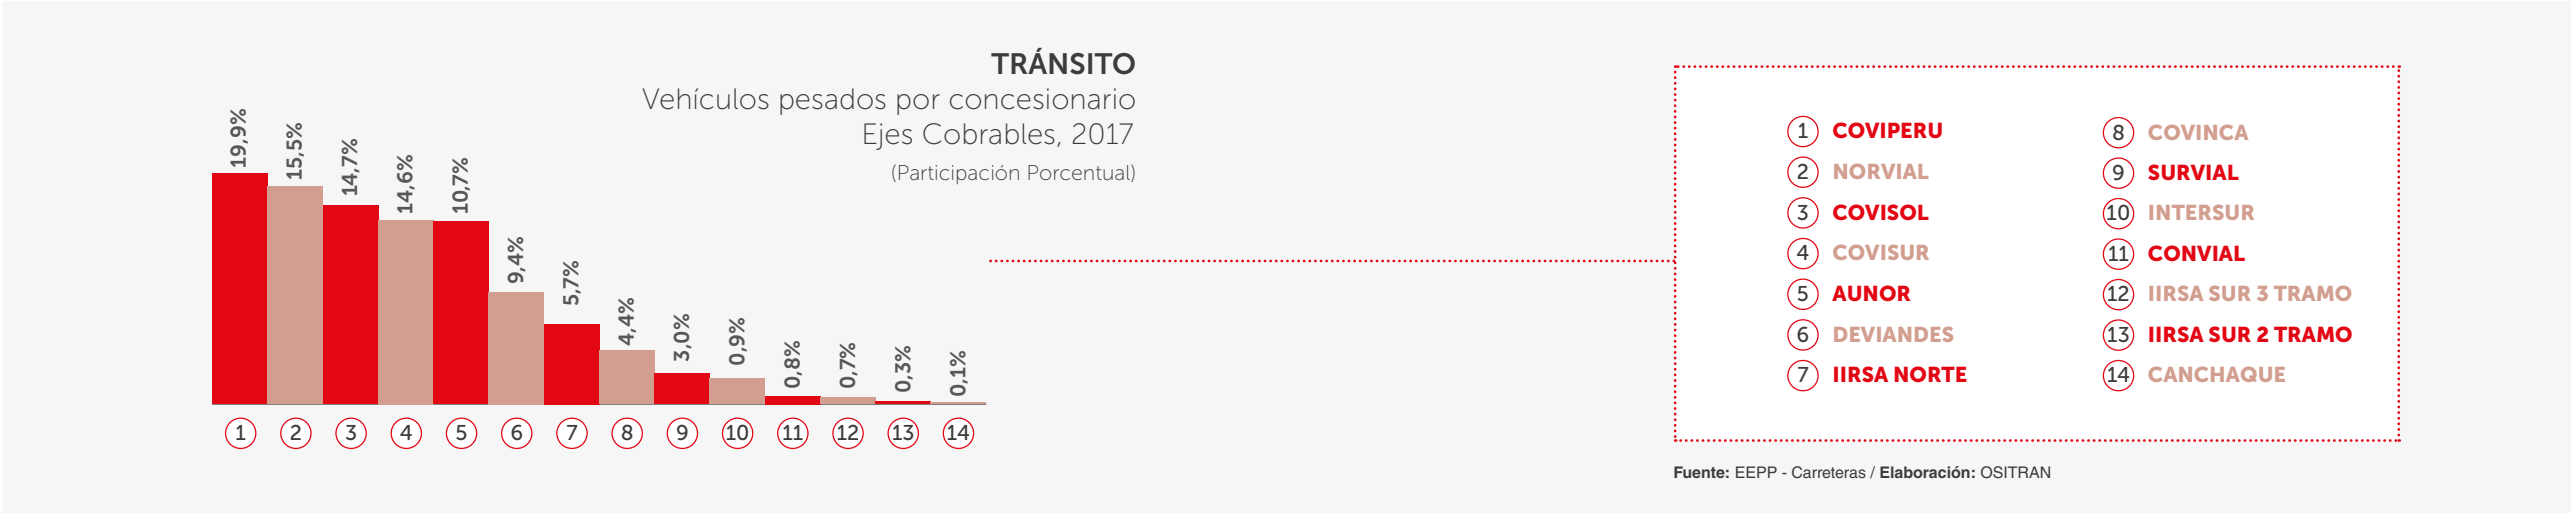 TRÁNSITO
Vehículos pesados por concesionario
Ejes Cobrables, 2017
(Participación Porcentual)
19,9%
15,5%
14,7%
14,6%
10,7%
9,4%
5,7%
4,4%
3,0%
0,9%
0,8%
0,7%
0,3%
0,1%
1 2 3 4 5 6 7 8 9 10 11 12 13 14
1 COVIPERU
2 NORVIAL
3 COVISOL
4 COVISUR
5 AUNOR
6 DEVIANDES
7 IIRSA NORTE
8 COVINCA
9 SURVIAL
10 INTERSUR
11 CONVIAL
12 IIRSA SUR 3 TRAMO
13 IIRSA SUR 2 TRAMO
14 CANCHAQUE
Fuente: EEPP - Carreteras / Elaboración: OSITRAN